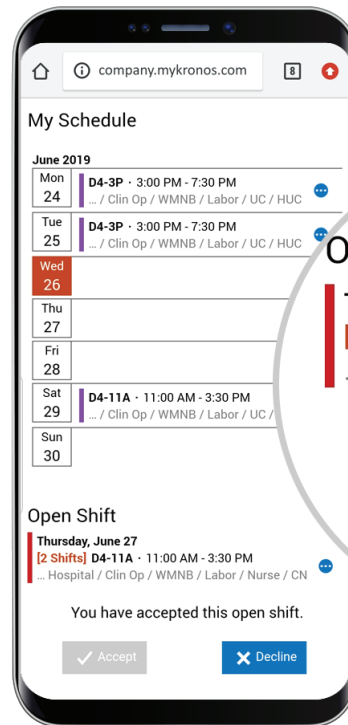 company.mykronos.com
8
My Schedule
June 2019
Mon
24
D4-3P · 3:00 PM - 7:30 PM
... / Clin Op / WMNB / Labor / UC / HUC
Tue
25
D4-3P · 3:00 PM - 7:30 PM
... / Clin Op / WMNB / Labor / UC / HUC
Wed
26
Thu
27
Fri
28
Sat
29
D4-11A · 11:00 AM - 3:30 PM
... / Clin Op / WMNB / Labor / UC /
Sun
30
Open Shift
Thursday, June 27
[2 Shifts] D4-11A · 11:00 AM - 3:30 PM
... Hospital / Clin Op / WMNB / Labor / Nurse / CN
You have accepted this open shift.
Accept
Decline